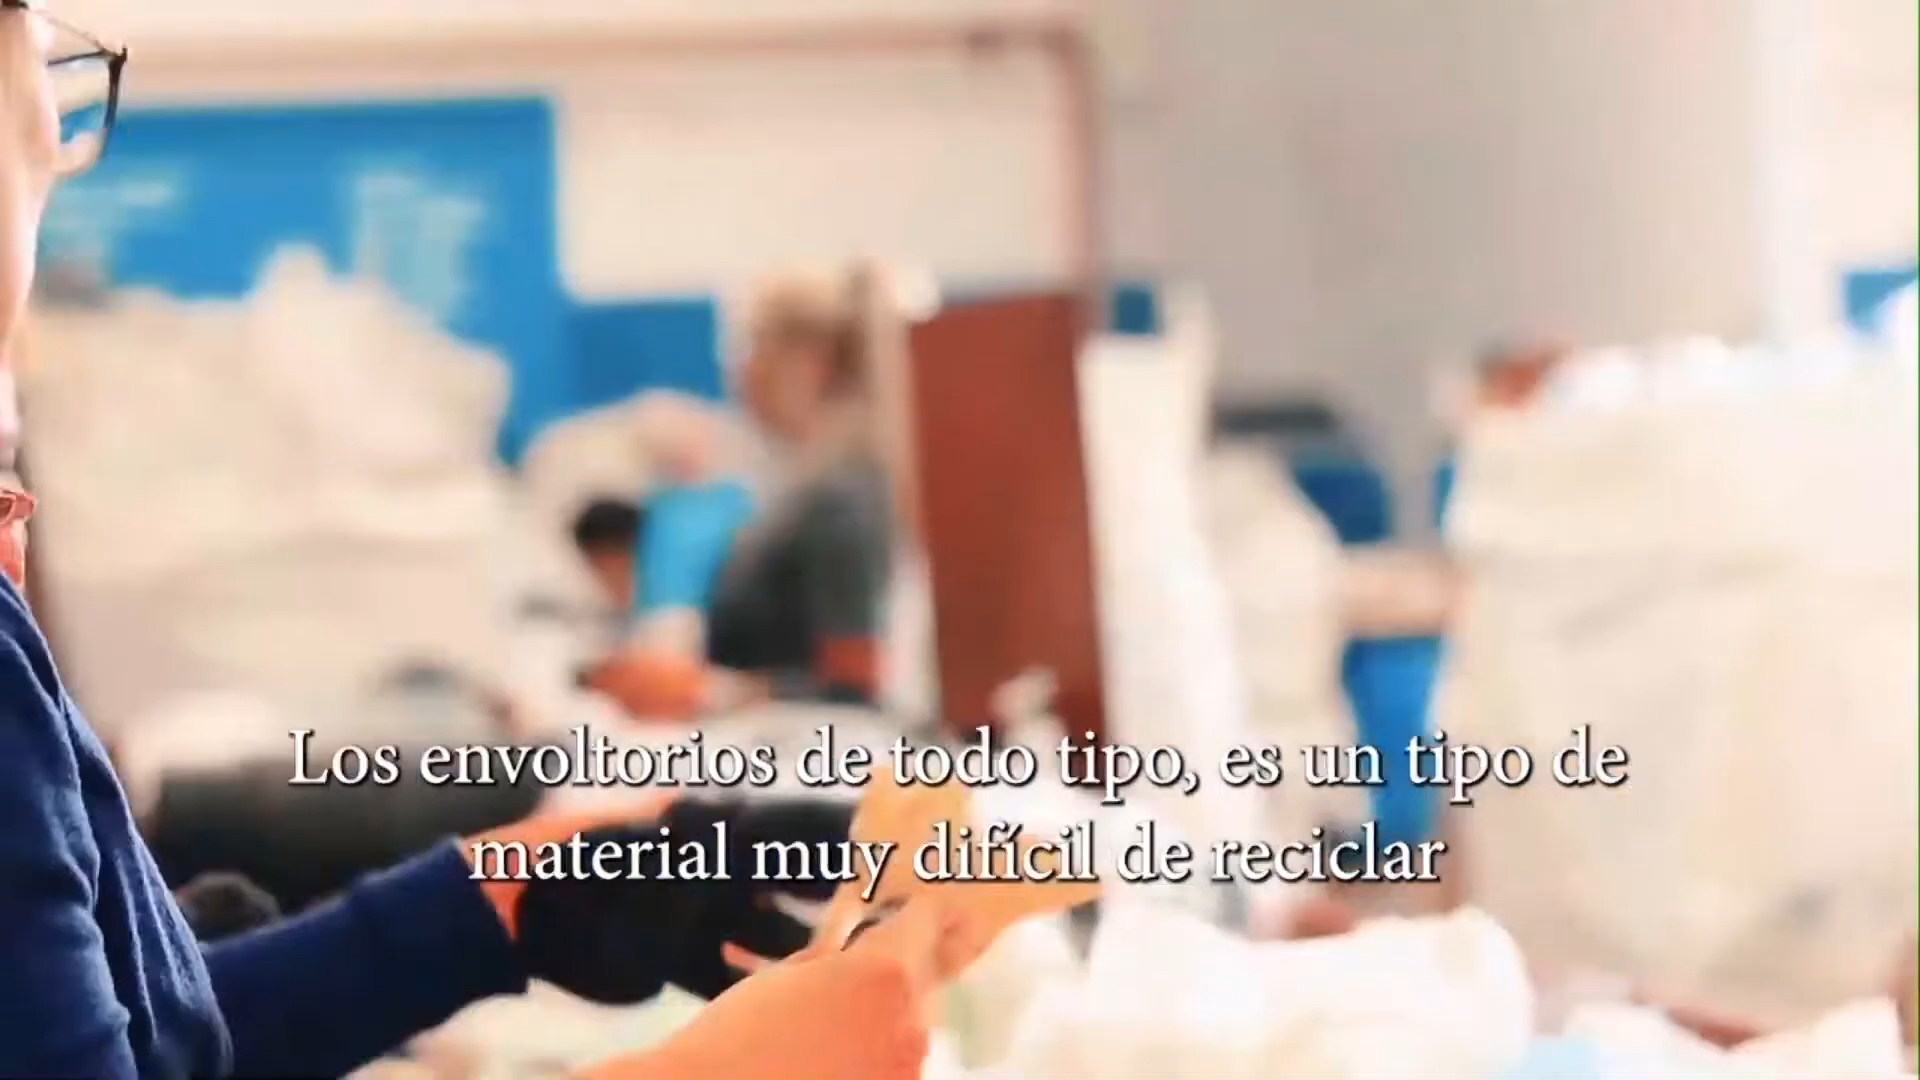 Los envoltorios de todo tipo, es un tipo de
material muy difícil de reciclar